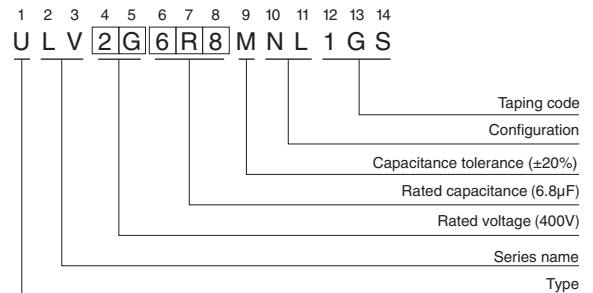 1 2 3 4 5 6 7 8 9 10 11 12 13 14
U L V 2 G 6 R 8 M N L 1 G S
Taping code
Configuration
Capacitance tolerance (±20%)
Rated capacitance (6.8µF)
Rated voltage (400V)
Series name
Type